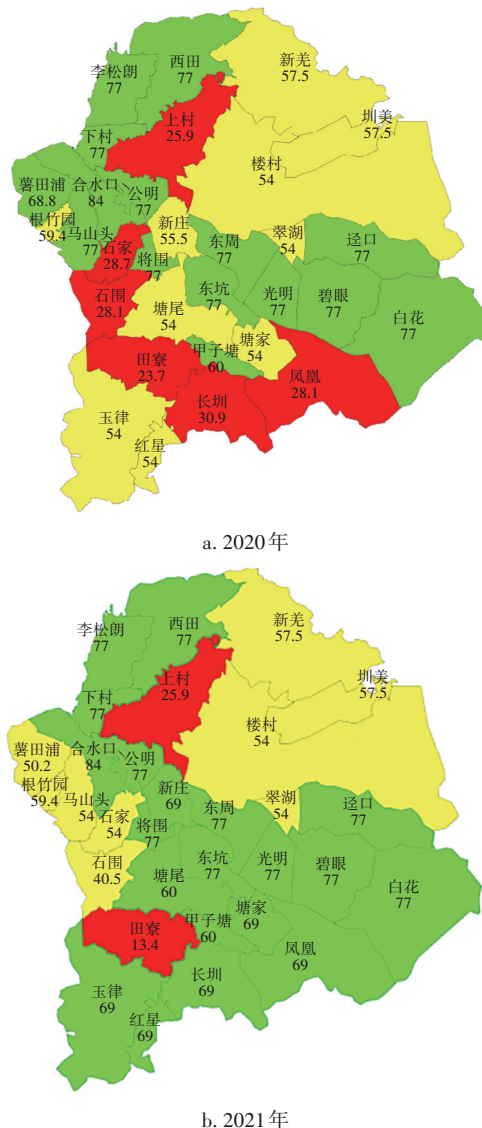 西田
77
李松朗
77
新羌
57.5
上村
25.9
圳美
57.5
下村
77
楼村
54
薯田浦
68.8
合水口
84
公明
77
根竹园
59.4
马山头
77
新庄
55.5
石家
28.7
将围
77
东周
77
翠湖
54
迳口
77
石围
28.1
塘尾
54
东坑
77
光明
77
碧眼
77
白花
77
塘家
54
甲子塘
60
田寮
23.7
长圳
30.9
凤凰
28.1
玉律
54
红星
54
a. 2020年
西田
77
李松朗
77
新羌
57.5
上村
25.9
圳美
57.5
下村
77
楼村
54
薯田浦
50.2
合水口
84
公明
77
根竹园
59.4
马山头
54
新庄
69
石家
54
将围
77
东周
77
翠湖
54
迳口
77
石围
40.5
塘尾
60
东坑
77
光明
77
碧眼
77
白花
77
塘家
69
甲子塘
60
田寮
13.4
长圳
69
凤凰
69
玉律
69
红星
69
b. 2021年